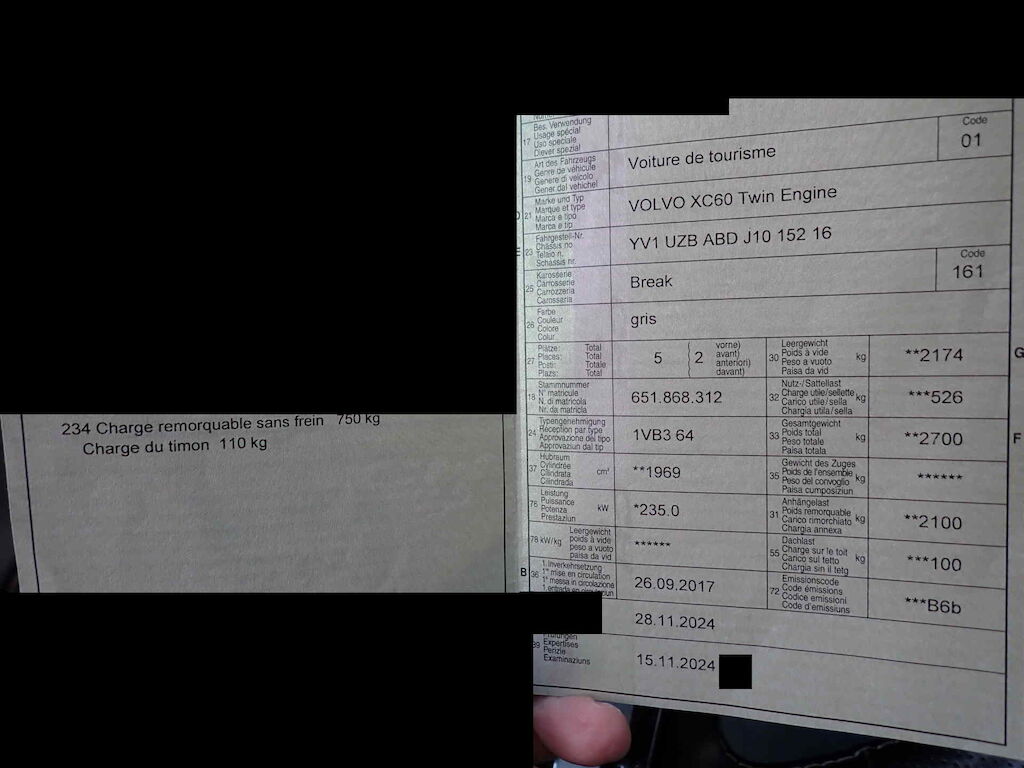 234 Charge remorquable sans frein 750 kg
Charge du timon 110 kg
17 Bes. Verwendung
Usage spécial
Uso speciale
Diever spezial
Code
01
19 Art des Fahrzeugs
Genre de véhicule
Genere di veicolo
Gener dal vehichel
Voiture de tourisme
D 21 Marke und Typ
Marque et type
Marca e tipo
Marca e tip
VOLVO XC60 Twin Engine
E 23 Fahrgestell-Nr.
Châssis no
Telaio n.
Schassis nr.
YV1 UZB ABD J10 152 16
25 Karosserie
Carrosserie
Carrozzeria
Carossaria
Break
Code
161
26 Farbe
Couleur
Colore
Colur
gris
27 Plätze: Total
Places: Total
Posti: Totale
Plazs: Total
5 2 vorne)
avant)
anteriori)
davant)
30 Leergewicht
Poids à vide
Peso a vuoto
Paisa da vid
kg **2174 G
18 Stammnummer
N° matricule
N. di matricola
Nr. da matricla
651.868.312
32 Nutz-/Sattellast
Charge utile/sellette
Carico utile/sella
Chargia utila/sella
kg ***526
24 Typengenehmigung
Réception par type
Approvazione del tipo
Approvaziun dal tip
1VB3 64
33 Gesamtgewicht
Poids total
Peso totale
Paisa totala
kg **2700 F
37 Hubraum
Cylindrée
Cilindrata
Cilindrada
cm³ **1969
35 Gewicht des Zuges
Poids de l'ensemble
Peso del convoglio
Paisa cumposiziun
kg ******
76 Leistung
Puissance
Potenza
Prestaziun
kW *235.0
31 Anhängelast
Poids remorquable
Carico rimorchiato
Chargia annexa
kg **2100
78 kW/kg Leergewicht
poids à vide
peso a vuoto
paisa da vid
******
55 Dachlast
Charge sur le toit
Carico sul tetto
Chargia sin il tetg
kg ***100
B 36 1. Inverkehrsetzung
1re mise en circulation
1a messa in circolazione
26.09.2017
72 Emissionscode
Code émissions
Codice emissioni
Code d'emissiuns
***B6b
28.11.2024
39 Prüfungen
Expertises
Perizie
Examinaziuns
15.11.2024